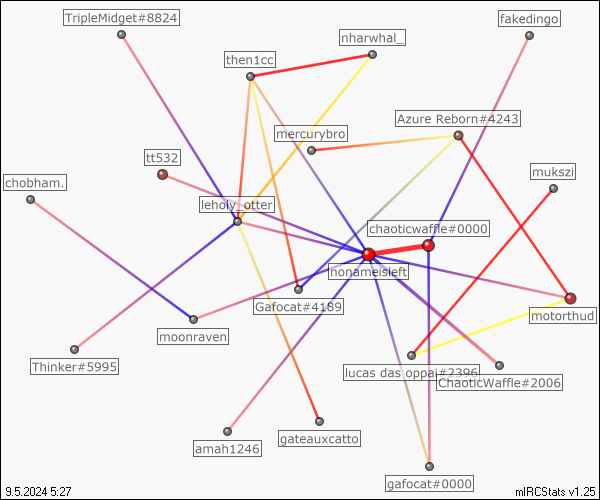 TripleMidget#8824
fakedingo
nharwhal_
then1cc
Azure Reborn#4243
mercurybro
tt532
mukszi
chobham.
leholy_otter
chaoticwaffle#0000
nonameisleft
Gafocat#4189
motorthud
moonraven
Thinker#5995
lucas das oppai#2396
ChaoticWaffle#2006
gateauxcatto
amah1246
gafocat#0000
9.5.2024 5:27
mIRCStats v1.25